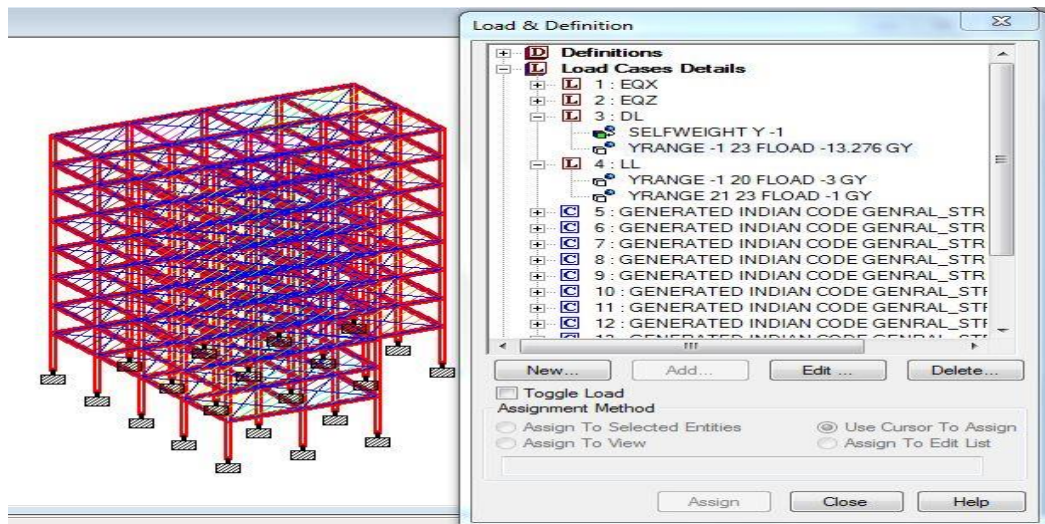 Load & Definition
D Definitions
L Load Cases Details
L 1 : EQX
L 2 : EQZ
L 3 : DL
SELFWEIGHT Y -1
YRANGE -1 23 FLOAD -13.276 GY
L 4 : LL
YRANGE -1 20 FLOAD -3 GY
YRANGE 21 23 FLOAD -1 GY
C 5 : GENERATED INDIAN CODE GENRAL_STR
C 6 : GENERATED INDIAN CODE GENRAL_STR
C 7 : GENERATED INDIAN CODE GENRAL_STR
C 8 : GENERATED INDIAN CODE GENRAL_STR
C 9 : GENERATED INDIAN CODE GENRAL_STR
C 10 : GENERATED INDIAN CODE GENRAL_STF
C 11 : GENERATED INDIAN CODE GENRAL_STF
C 12 : GENERATED INDIAN CODE GENRAL_STF
New... Add... Edit ... Delete...
Toggle Load
Assignment Method
Assign To Selected Entities Use Cursor To Assign
Assign To View Assign To Edit List
Assign Close Help